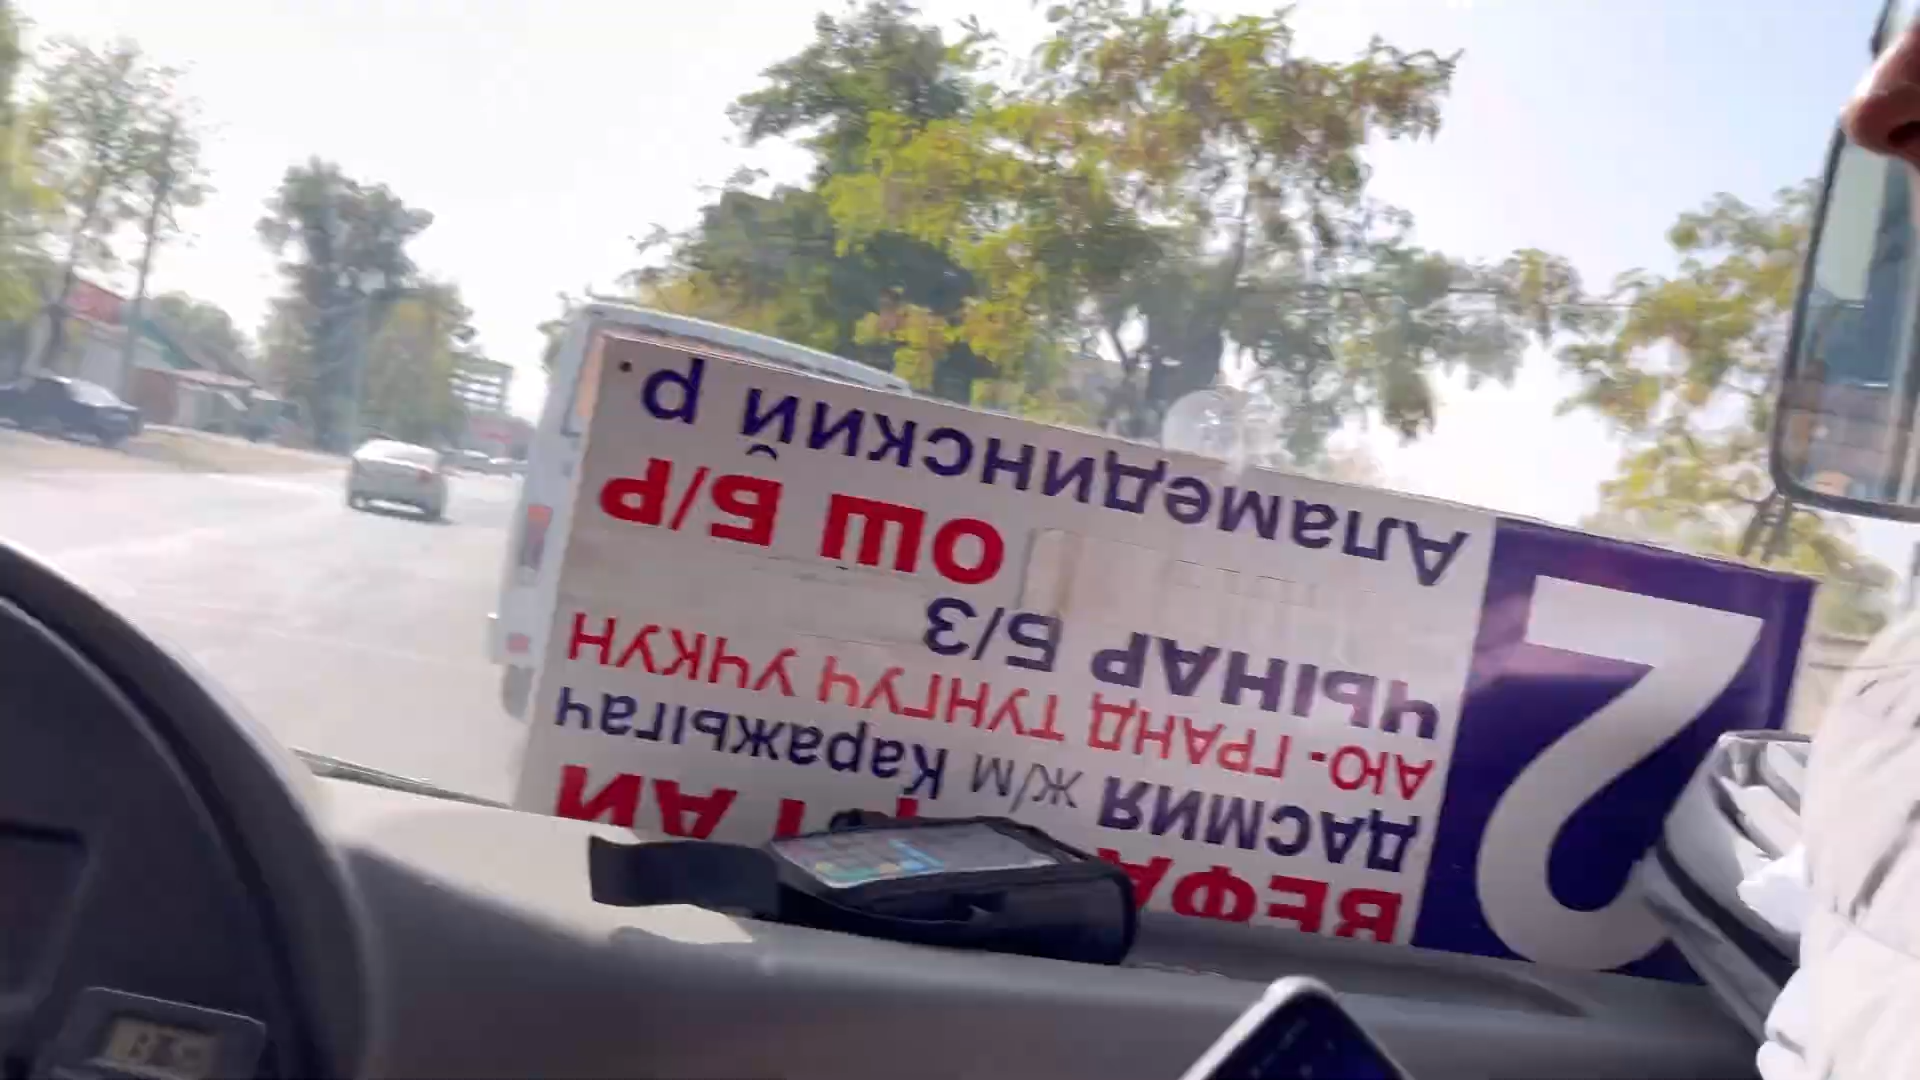 2
ВЕФА
ДАСМИЯ ж/м Каражыгач
АЮ- ГРАНД ТУНГУЧ УЧКУН
ЧЫНАР Б/З
ОШ Б/Р
Аламединский р.